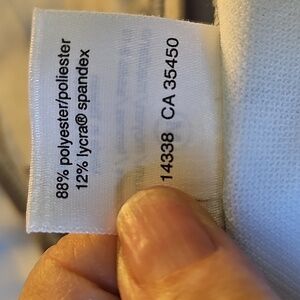 88% polyester/poliester
12% lycra® spandex
14338 CA 35450